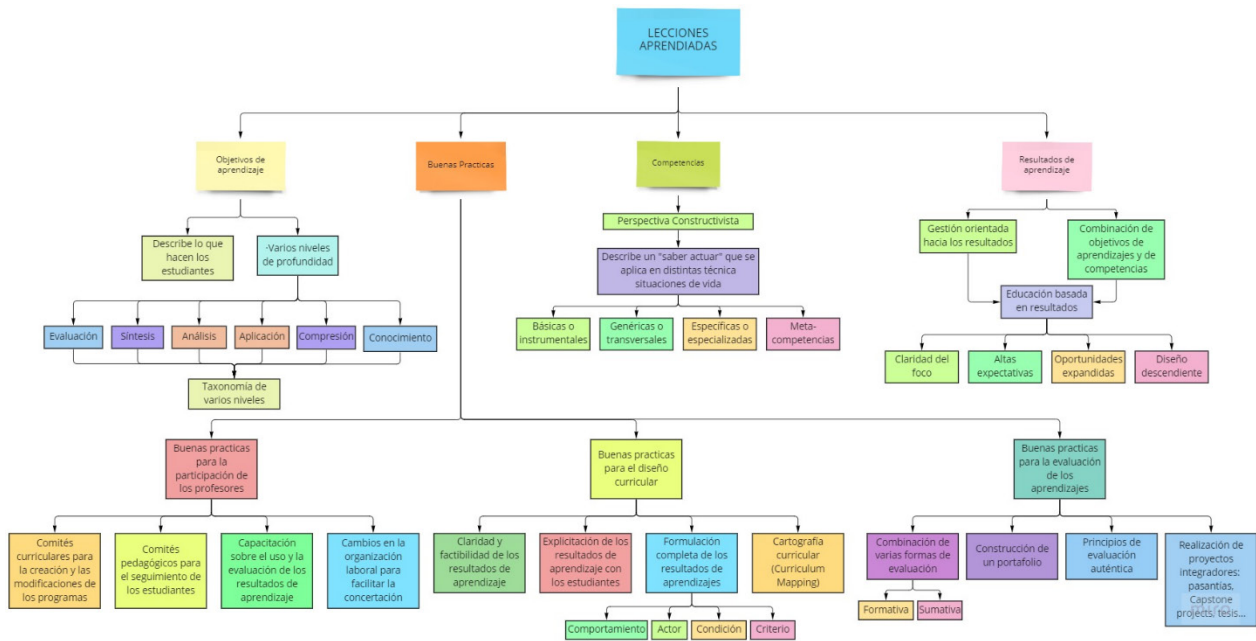 LECCIONES
APRENDIADAS
Objetivos de
aprendizaje
Buenas Practicas
Competencias
Resultados de
aprendizaje
Describe lo que
hacen los
estudiantes
·Varios niveles
de profundidad
Evaluación
Síntesis
Análisis
Aplicación
Compresión
Conocimiento
Taxonomía de
varios niveles
Perspectiva Constructivista
Describe un "saber actuar" que se
aplica en distintas técnica
situaciones de vida
Básicas o
instrumentales
Genéricas o
transversales
Específicas o
especializadas
Meta-
competencias
Gestión orientada
hacia los resultados
Combinación de
objetivos de
aprendizajes y de
competencias
Educación basada
en resultados
Claridad del
foco
Altas
expectativas
Oportunidades
expandidas
Diseño
descendiente
Buenas practicas
para la
participación de
los profesores
Comités
curriculares para
la creación y las
modificaciones de
los programas
Comités
pedagógicos para
el seguimiento de
los estudiantes
Capacitación
sobre el uso y la
evaluación de los
resultados de
aprendizaje
Cambios en la
organización
laboral para
facilitar la
concertación
Buenas practicas
para el diseño
curricular
Claridad y
factibilidad de los
resultados de
aprendizaje
Explicitación de los
resultados de
aprendizaje con
los estudiantes
Formulación
completa de los
resultados de
aprendizajes
Cartografía
curricular
(Curriculum
Mapping)
Comportamiento
Actor
Condición
Criterio
Buenas practicas
para la evaluación
de los
aprendizajes
Combinación de
varias formas de
evaluación
Construcción de
un portafolio
Principios de
evaluación
auténtica
Realización de
proyectos
integradores:
pasantías,
Capstone
projects, tesis...
Formativa
Sumativa
miro